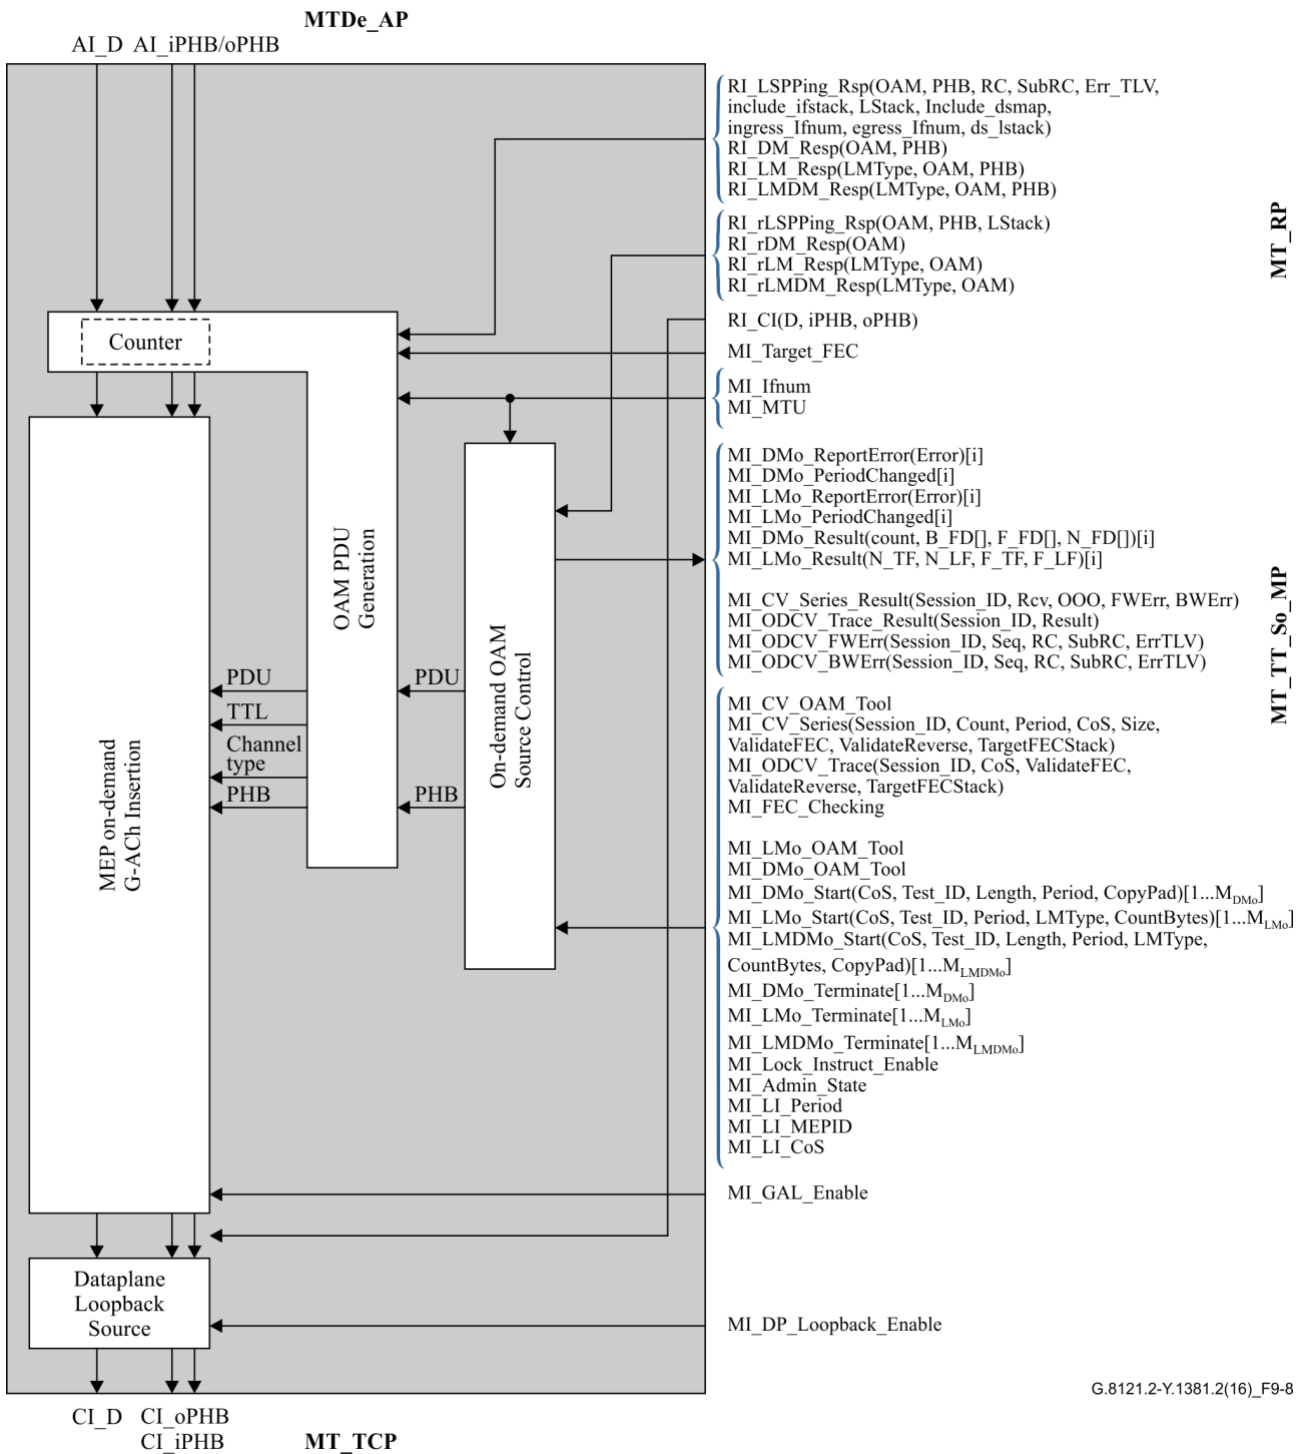 MTDe_AP
AI_D AI_iPHB/oPHB
RI_LSPPing_Rsp(OAM, PHB, RC, SubRC, Err_TLV,
include_ifstack, LStack, Include_dsmap,
ingress_Ifnum, egress_Ifnum, ds_lstack)
RI_DM_Resp(OAM, PHB)
RI_LM_Resp(LMType, OAM, PHB)
RI_LMDM_Resp(LMType, OAM, PHB)
RI_rLSPPing_Rsp(OAM, PHB, LStack)
RI_rDM_Resp(OAM)
RI_rLM_Resp(LMType, OAM)
RI_rLMDM_Resp(LMType, OAM)
MT_RP
RI_CI(D, iPHB, oPHB)
Counter
MI_Target_FEC
MI_Ifnum
MI_MTU
MI_DMo_ReportError(Error)[i]
MI_DMo_PeriodChanged[i]
MI_LMo_ReportError(Error)[i]
MI_LMo_PeriodChanged[i]
MI_DMo_Result(count, B_FD[], F_FD[], N_FD[])[i]
MI_LMo_Result(N_TF, N_LF, F_TF, F_LF)[i]
MI_CV_Series_Result(Session_ID, Rcv, OOO, FWErr, BWErr)
MI_ODCV_Trace_Result(Session_ID, Result)
MI_ODCV_FWErr(Session_ID, Seq, RC, SubRC, ErrTLV)
MI_ODCV_BWErr(Session_ID, Seq, RC, SubRC, ErrTLV)
MT_TT_So_MP
OAM PDU
Generation
On-demand OAM
Source Control
MEP on-demand
G-ACh Insertion
PDU
TTL
Channel
type
PHB
PDU
PHB
MI_CV_OAM_Tool
MI_CV_Series(Session_ID, Count, Period, CoS, Size,
ValidateFEC, ValidateReverse, TargetFECStack)
MI_ODCV_Trace(Session_ID, CoS, ValidateFEC,
ValidateReverse, TargetFECStack)
MI_FEC_Checking
MI_LMo_OAM_Tool
MI_DMo_OAM_Tool
MI_DMo_Start(CoS, Test_ID, Length, Period, CopyPad)[1...M_DMo]
MI_LMo_Start(CoS, Test_ID, Period, LMType, CountBytes)[1...M_LMo]
MI_LMDMo_Start(CoS, Test_ID, Length, Period, LMType,
CountBytes, CopyPad)[1...M_LMDMo]
MI_DMo_Terminate[1...M_DMo]
MI_LMo_Terminate[1...M_LMo]
MI_LMDMo_Terminate[1...M_LMDMo]
MI_Lock_Instruct_Enable
MI_Admin_State
MI_LI_Period
MI_LI_MEPID
MI_LI_CoS
MI_GAL_Enable
Dataplane
Loopback
Source
MI_DP_Loopback_Enable
G.8121.2-Y.1381.2(16)_F9-8
CI_D CI_oPHB
CI_iPHB
MT_TCP